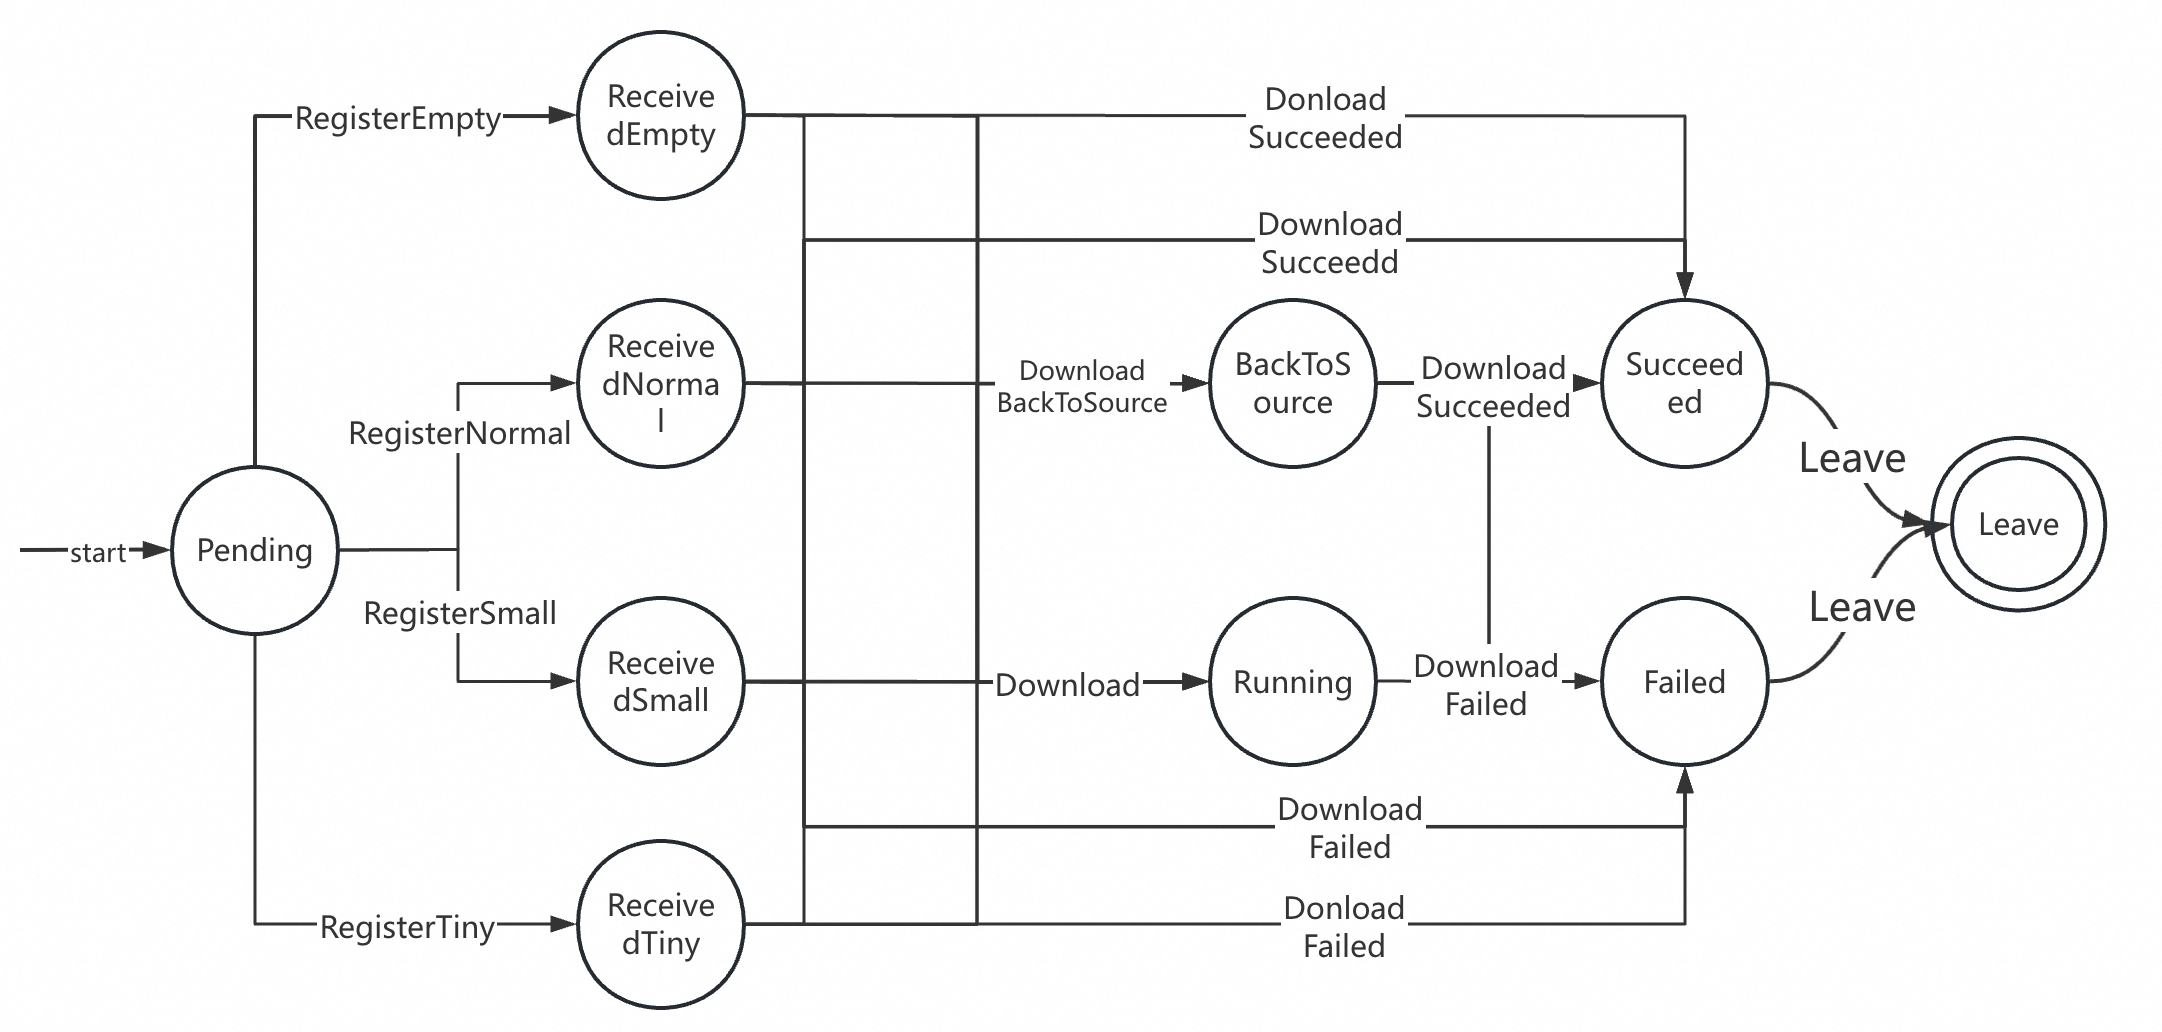 Receive
dEmpty
RegisterEmpty
Donload
Succeeded
Download
Succeedd
Receive
dNorma
l
RegisterNormal
Download
BackToSource
BackToS
ource
Download
Succeeded
Succeed
ed
Leave
start
Pending
Leave
RegisterSmall
Leave
Receive
dSmall
Download
Running
Download
Failed
Failed
Download
Failed
Receive
dTiny
RegisterTiny
Donload
Failed